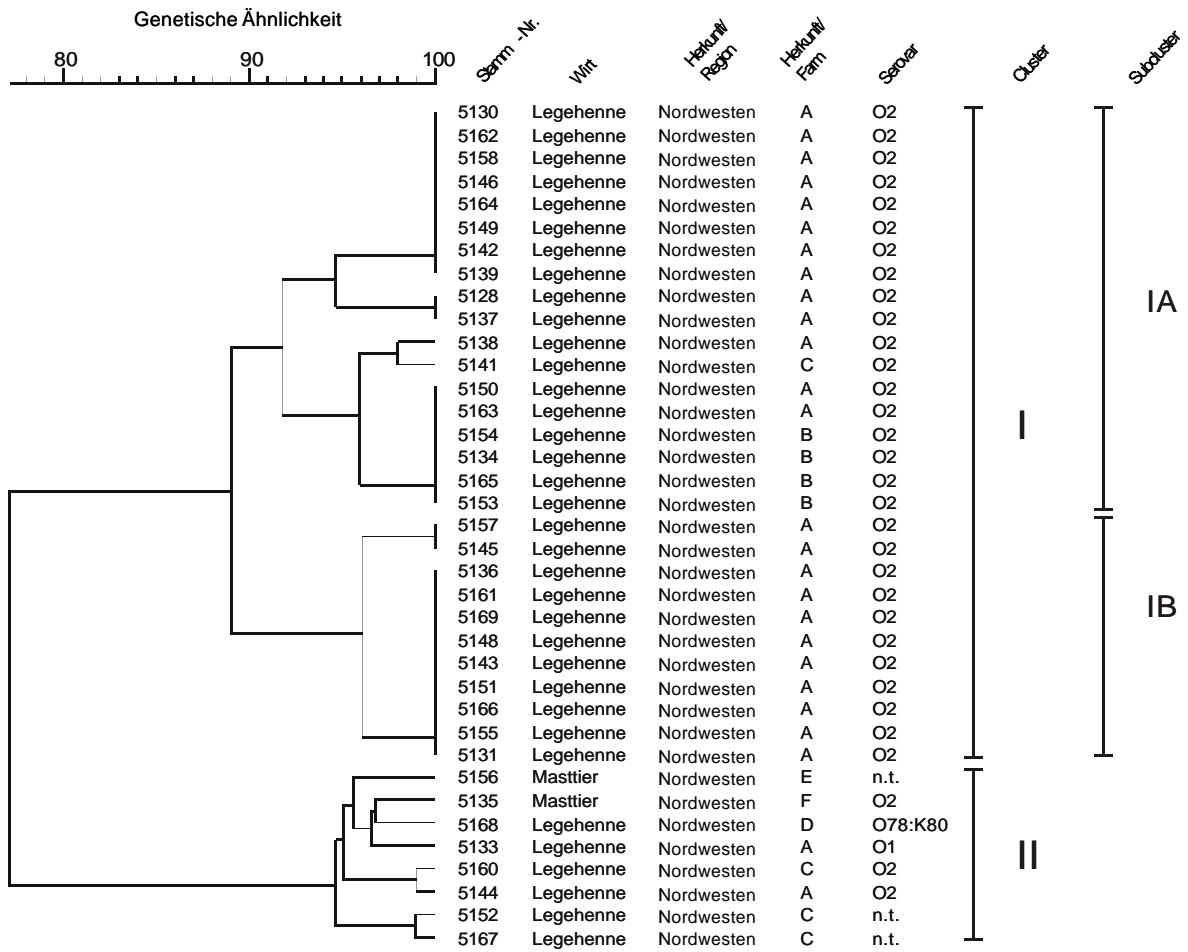 Genetische Ähnlichkeit
80 90 100 Stamm - Nr. Wirt Herkunft/ Region Herkunft/ Farm Serovar Cluster Subcluster
5130 Legehenne Nordwesten A O2
5162 Legehenne Nordwesten A O2
5158 Legehenne Nordwesten A O2
5146 Legehenne Nordwesten A O2
5164 Legehenne Nordwesten A O2
5149 Legehenne Nordwesten A O2
5142 Legehenne Nordwesten A O2
5139 Legehenne Nordwesten A O2
5128 Legehenne Nordwesten A O2
IA
5137 Legehenne Nordwesten A O2
5138 Legehenne Nordwesten A O2
5141 Legehenne Nordwesten C O2
5150 Legehenne Nordwesten A O2
5163 Legehenne Nordwesten A O2
I
5154 Legehenne Nordwesten B O2
5134 Legehenne Nordwesten B O2
5165 Legehenne Nordwesten B O2
5153 Legehenne Nordwesten B O2
5157 Legehenne Nordwesten A O2
5145 Legehenne Nordwesten A O2
5136 Legehenne Nordwesten A O2
5161 Legehenne Nordwesten A O2
IB
5169 Legehenne Nordwesten A O2
5148 Legehenne Nordwesten A O2
5143 Legehenne Nordwesten A O2
5151 Legehenne Nordwesten A O2
5166 Legehenne Nordwesten A O2
5155 Legehenne Nordwesten A O2
5131 Legehenne Nordwesten A O2
5156 Masttier Nordwesten E n.t.
5135 Masttier Nordwesten F O2
5168 Legehenne Nordwesten D O78:K80
5133 Legehenne Nordwesten A O1
II
5160 Legehenne Nordwesten C O2
5144 Legehenne Nordwesten A O2
5152 Legehenne Nordwesten C n.t.
5167 Legehenne Nordwesten C n.t.